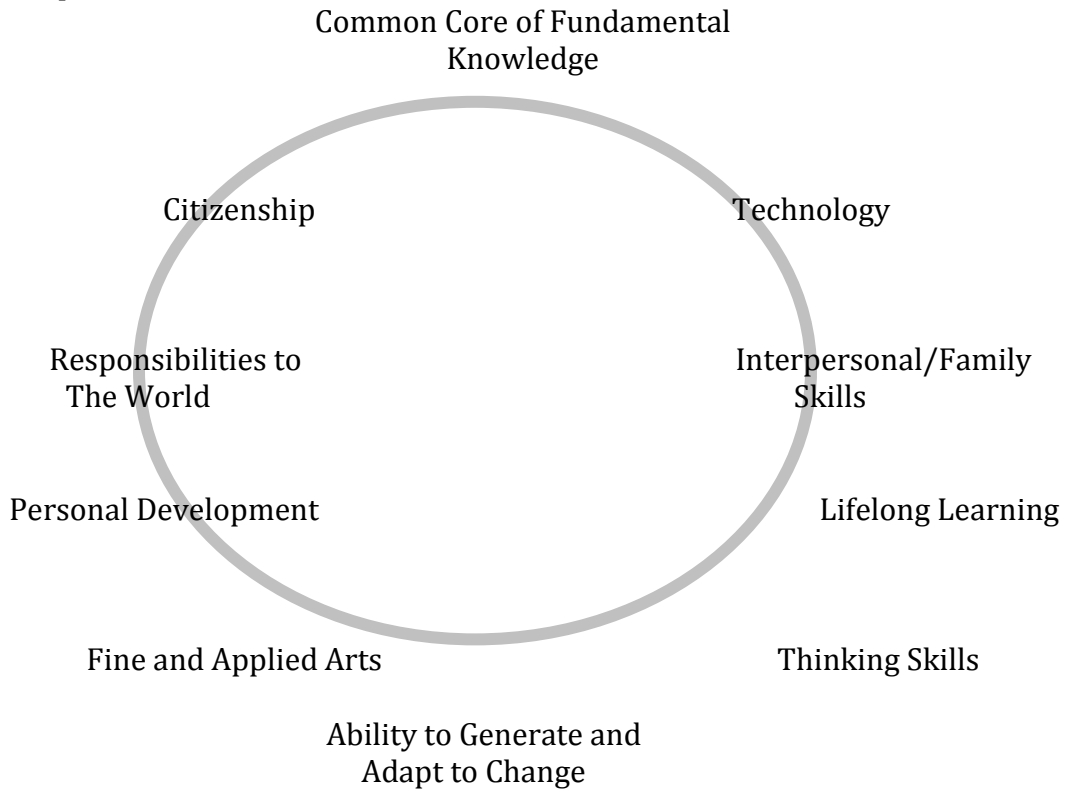 Common Core of Fundamental
Knowledge
Citizenship
Technology
Responsibilities to
The World
Interpersonal/Family
Skills
Personal Development
Lifelong Learning
Fine and Applied Arts
Thinking Skills
Ability to Generate and
Adapt to Change